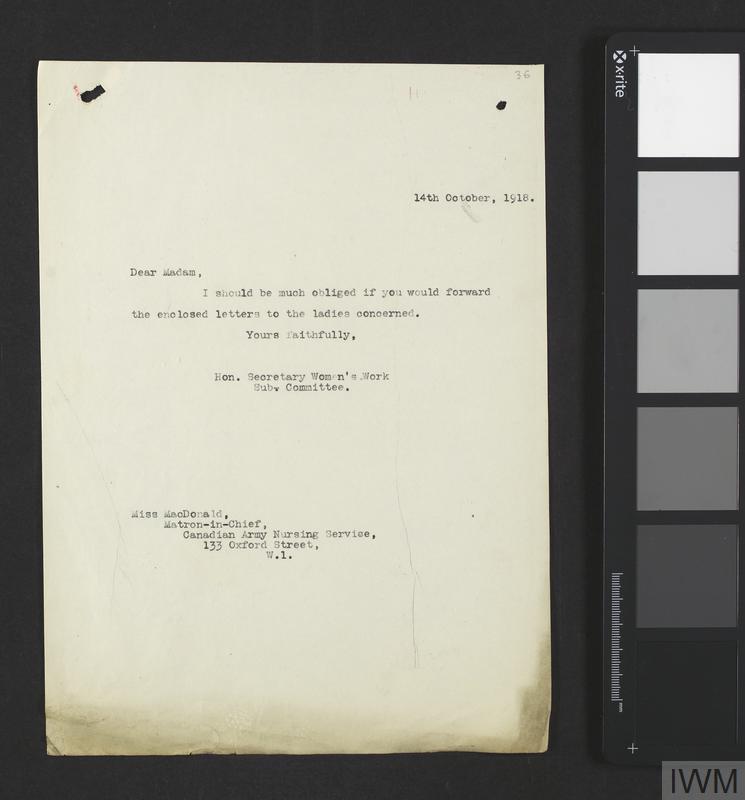 36
14th October, 1918.
Dear Madam,
I should be much obliged if you would forward
the enclosed letters to the ladies concerned.
Yours faithfully,
Hon. Secretary Women's Work
Sub. Committee.
Miss MacDonald,
Matron-in-Chief,
Canadian Army Nursing Service,
133 Oxford Street,
W.1.
x·rite
mm
IWM